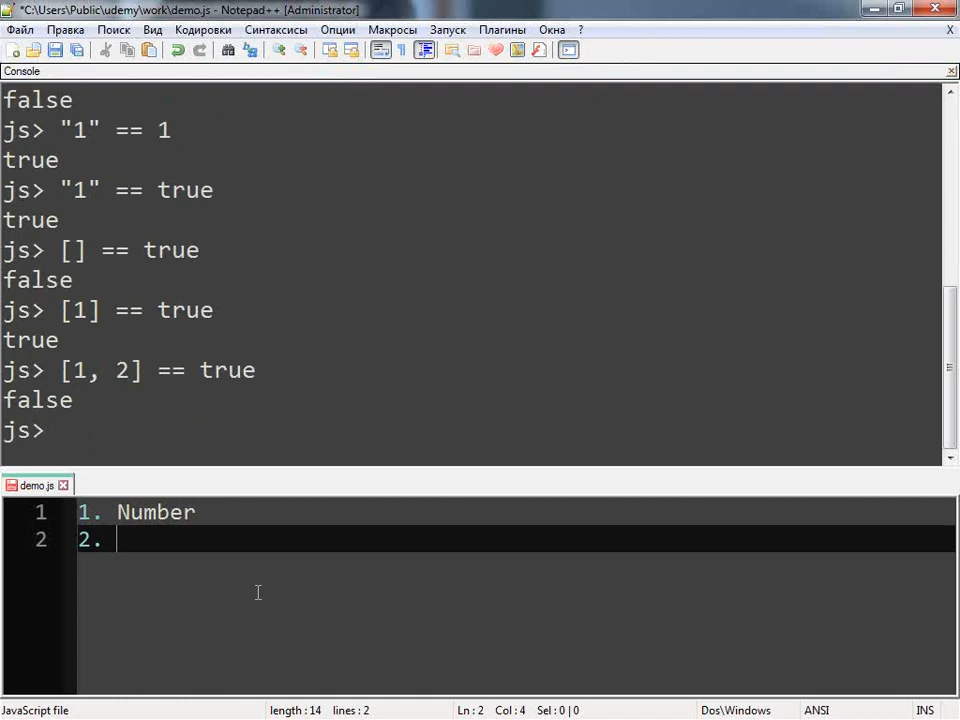 *C:\Users\Public\udemy\work\demo.js - Notepad++ [Administrator]
Файл Правка Поиск Вид Кодировки Синтаксисы Опции Макросы Запуск Плагины Окна ? X
Console
false
js> "1" == 1
true
js> "1" == true
true
js> [] == true
false
js> [1] == true
true
js> [1, 2] == true
false
js>
demo.js
1 1. Number
2 2.
JavaScript file length : 14 lines : 2 Ln : 2 Col : 4 Sel : 0 | 0 Dos\Windows ANSI INS